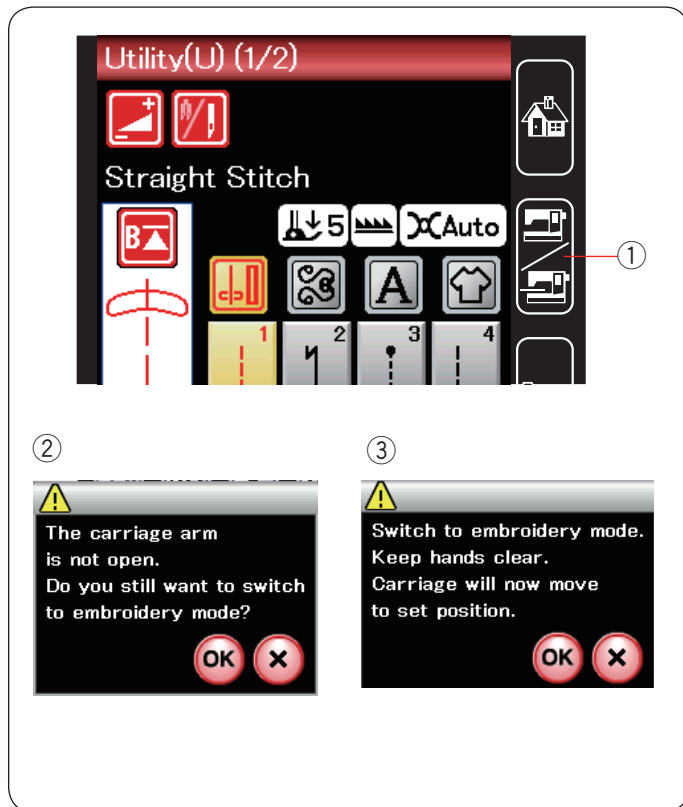 Utility(U) (1/2)
Straight Stitch
B
5
Auto
A
1
2
3
4
①
②
③
The carriage arm
is not open.
Do you still want to switch
to embroidery mode?
OK
Switch to embroidery mode.
Keep hands clear.
Carriage will now move
to set position.
OK